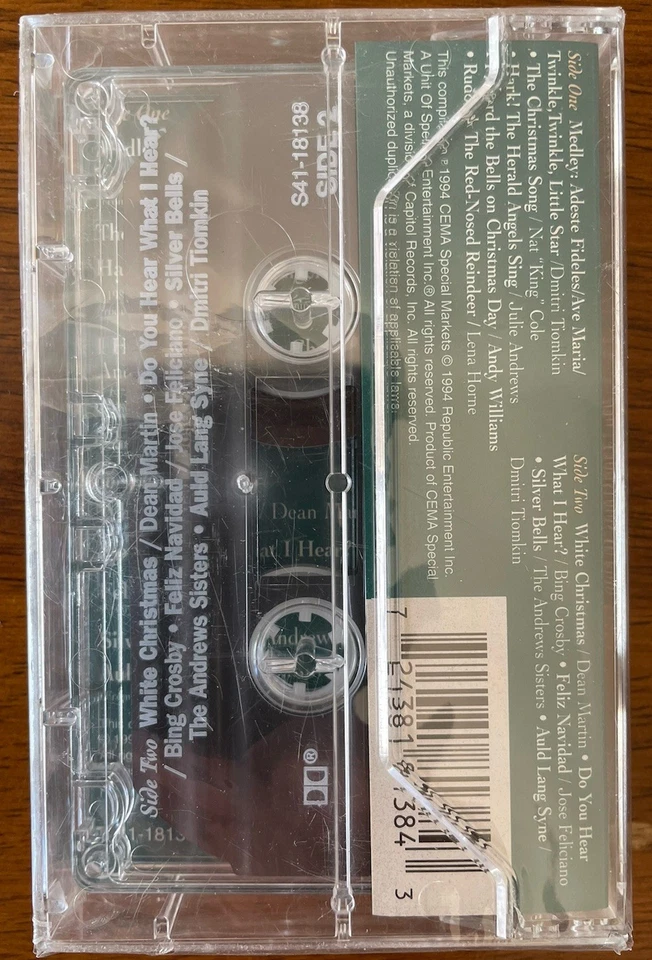 Side One Medley: Adeste Fideles/Ave Maria/
Twinkle, Twinkle, Little Star / Dmitri Tiomkin
• The Christmas Song / Nat "King" Cole
• Hark! The Herald Angels Sing / Julie Andrews
the Bells on Christmas Day / Andy Williams
• The Red-Nosed Reindeer / Lena Horne
Side Two White Christmas / Dean Martin • Do You Hear
What I Hear? / Bing Crosby • Feliz Navidad / Jose Feliciano
• Silver Bells / The Andrews Sisters • Auld Lang Syne /
Dmitri Tiomkin
This ℗ 1994 CEMA Special Markets © 1994 Republic Entertainment Inc.
A Unit Of Entertainment Inc.® All rights reserved. Product of CEMA Special
Markets, a division of Capitol Records, Inc. All rights reserved.
Unauthorized duplication is a violation of applicable laws.
7 24381 3
S41-18138
SIDE 2
Side Two White Christmas / Dean Martin • Do You Hear What I Hear?
/ Bing Crosby • Feliz Navidad / Jose Feliciano • Silver Bells /
The Andrews Sisters • Auld Lang Syne / Dmitri Tiomkin
Dean
I Hear
Andrews